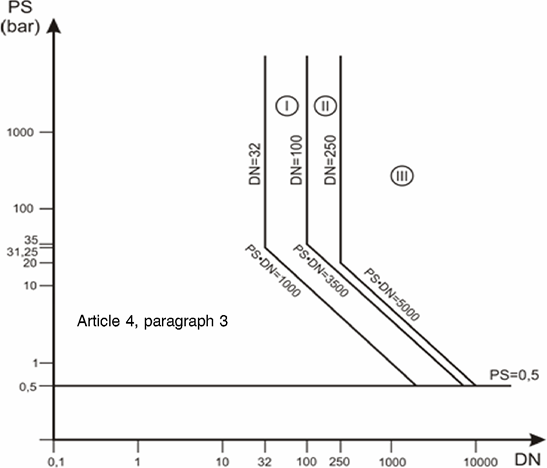 PS
(bar)
1000
100
35
31,25
20
10
1
0,5
DN=32
DN=100
DN=250
I
II
III
PS•DN=1000
PS•DN=3500
PS•DN=5000
Article 4, paragraph 3
PS=0,5
0,1
1
10
32
100
250
1000
10000
DN